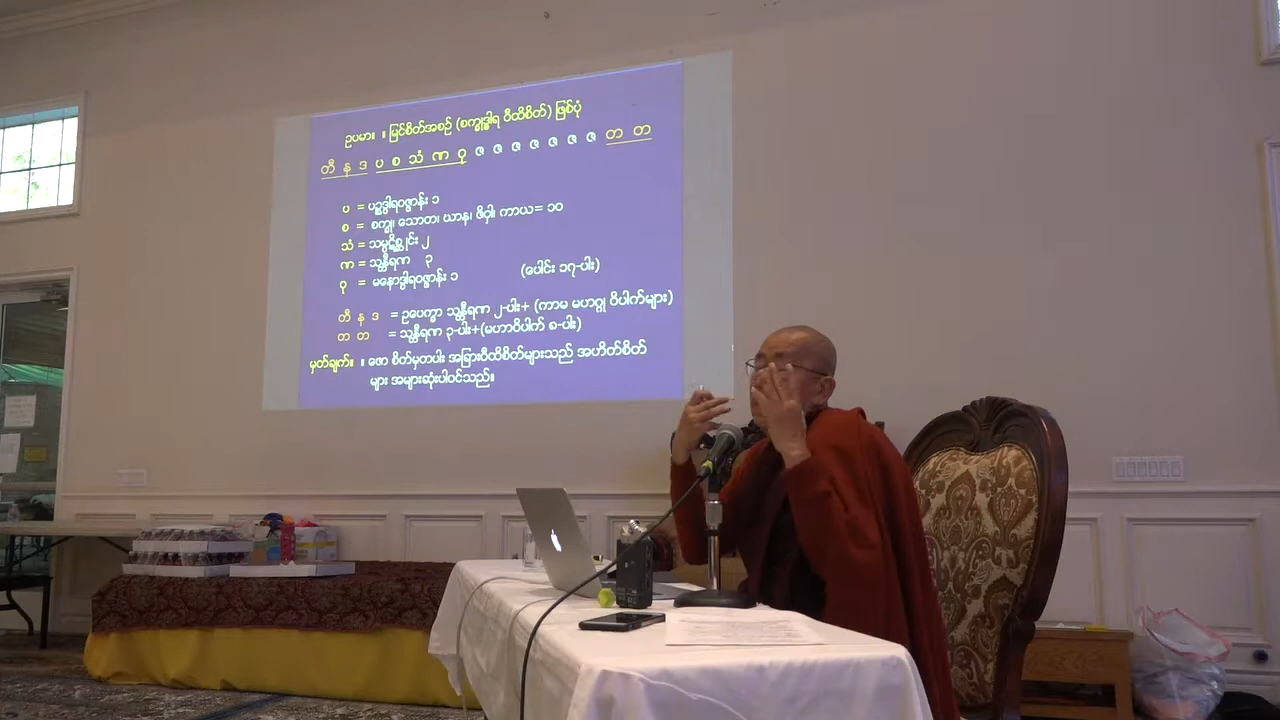 ဥပမာ။ ။ မြင်စိတ်အစဉ် (စက္ခုဒွါရ ဝီထိစိတ်) ဖြစ်ပုံ
တီ န ဒ ပ စ သံ ဏ ဝု ဇ ဇ ဇ ဇ ဇ ဇ ဇ တ တ
ပ = ပဉ္စဒွါရဝဇ္ဇာန်း ၁
စ = စက္ခု၊ သောတ၊ ဃာန၊ ဇိဝှါ၊ ကာယ= ၁၀
သံ = သမ္ပဋိစ္ဆိုင်း ၂
ဏ = သန္တီရဏ ၃
ဝု = မနောဒွါရဝဇ္ဇာန်း ၁ (ပေါင်း ၁၇-ပါး)
တီ န ဒ = ဥပေက္ခာ သန္တီရဏ ၂-ပါး+ (ကာမ မဟဂ္ဂု ဝိပါက်များ)
တ တ = သန္တီရဏ ၃-ပါး+(မဟာဝိပါက် ၈-ပါး)
မှတ်ချက်။ ။ ဇော စိတ်မှတပါး အခြားဝီထိစိတ်များသည် အဟိတ်စိတ်
များ အများဆုံးပါဝင်သည်။